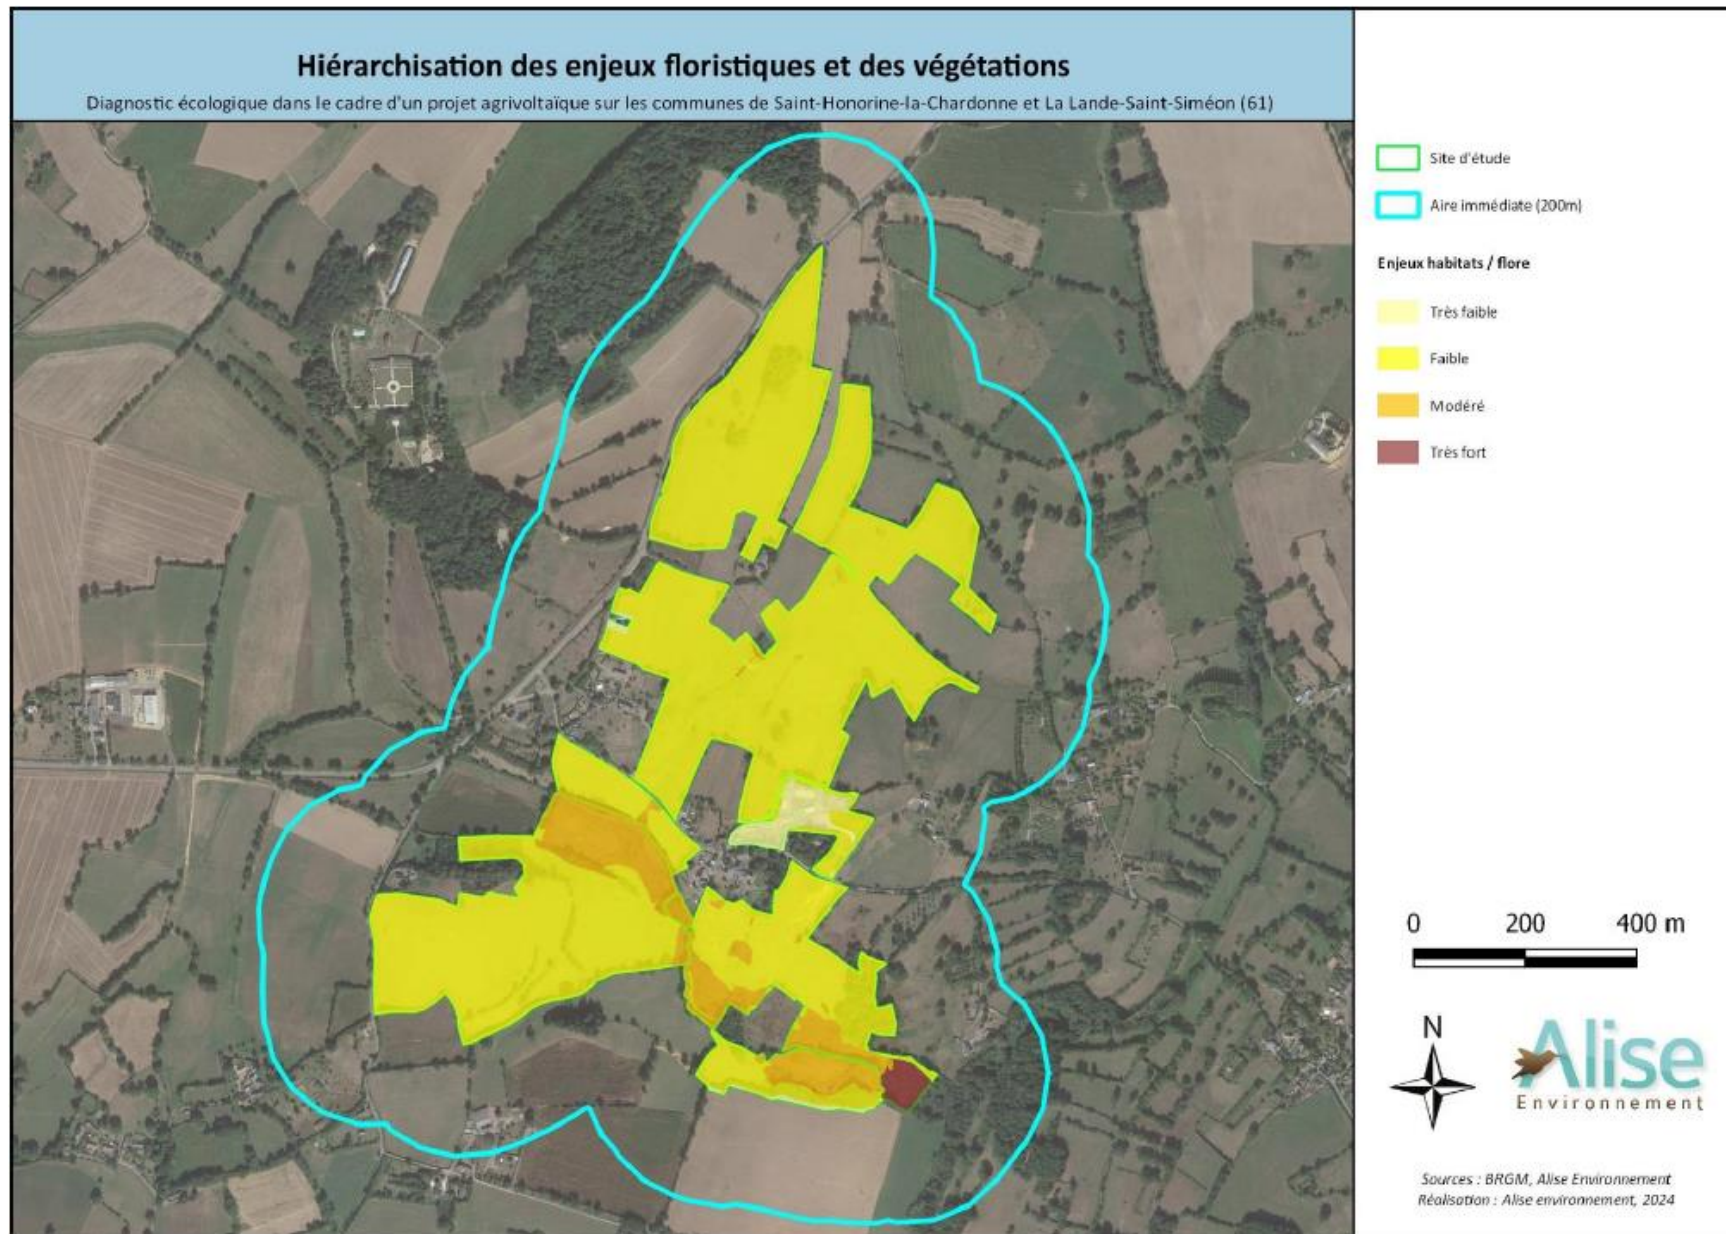 Hiérarchisation des enjeux floristiques et des végétations
Diagnostic écologique dans le cadre d'un projet agrivoltaïque sur les communes de Saint-Honorine-la-Chardonne et La Lande-Saint-Siméon (61)
Site d'étude
Aire immédiate (200m)
Enjeux habitats / flore
Très faible
Faible
Modéré
Très fort
0 200 400 m
N
Alise
Environnement
Sources : BRGM, Alise Environnement
Réalisation : Alise environnement, 2024